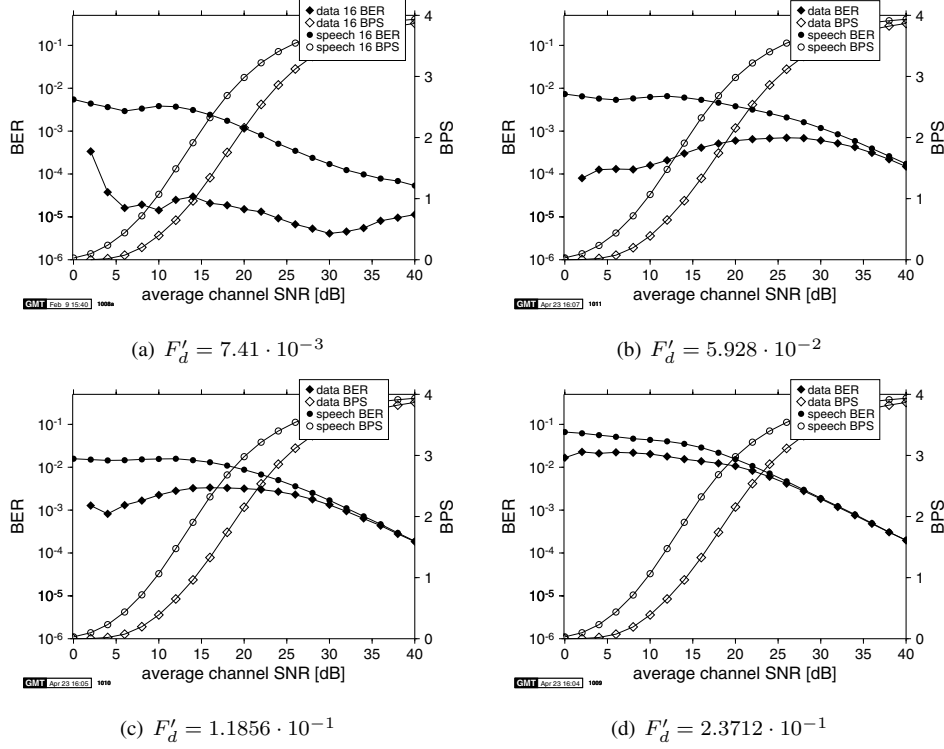 data 16 BER
data BPS
speech 16 BER
speech 16 BPS
BER
10-1
10-2
10-3
10-4
10-5
10-6
BPS
4
3
2
1
0
0 5 10 15 20 25 30 35 40
average channel SNR [dB]
GMT Feb 9 15:40 1008a
(a) F′d = 7.41 · 10−3
data BER
data BPS
speech BER
speech BPS
BER
10-1
10-2
10-3
10-4
10-5
10-6
BPS
4
3
2
1
0
0 5 10 15 20 25 30 35 40
average channel SNR [dB]
GMT Apr 23 16:07 1011
(b) F′d = 5.928 · 10−2
data BER
data BPS
speech BER
speech BPS
BER
10-1
10-2
10-3
10-4
10-5
10-6
BPS
4
3
2
1
0
0 5 10 15 20 25 30 35 40
average channel SNR [dB]
GMT Apr 23 16:05 1010
(c) F′d = 1.1856 · 10−1
data BER
data BPS
speech BER
speech BPS
BER
10-1
10-2
10-3
10-4
10-5
10-6
BPS
4
3
2
1
0
0 5 10 15 20 25 30 35 40
average channel SNR [dB]
GMT Apr 23 16:04 1009
(d) F′d = 2.3712 · 10−1